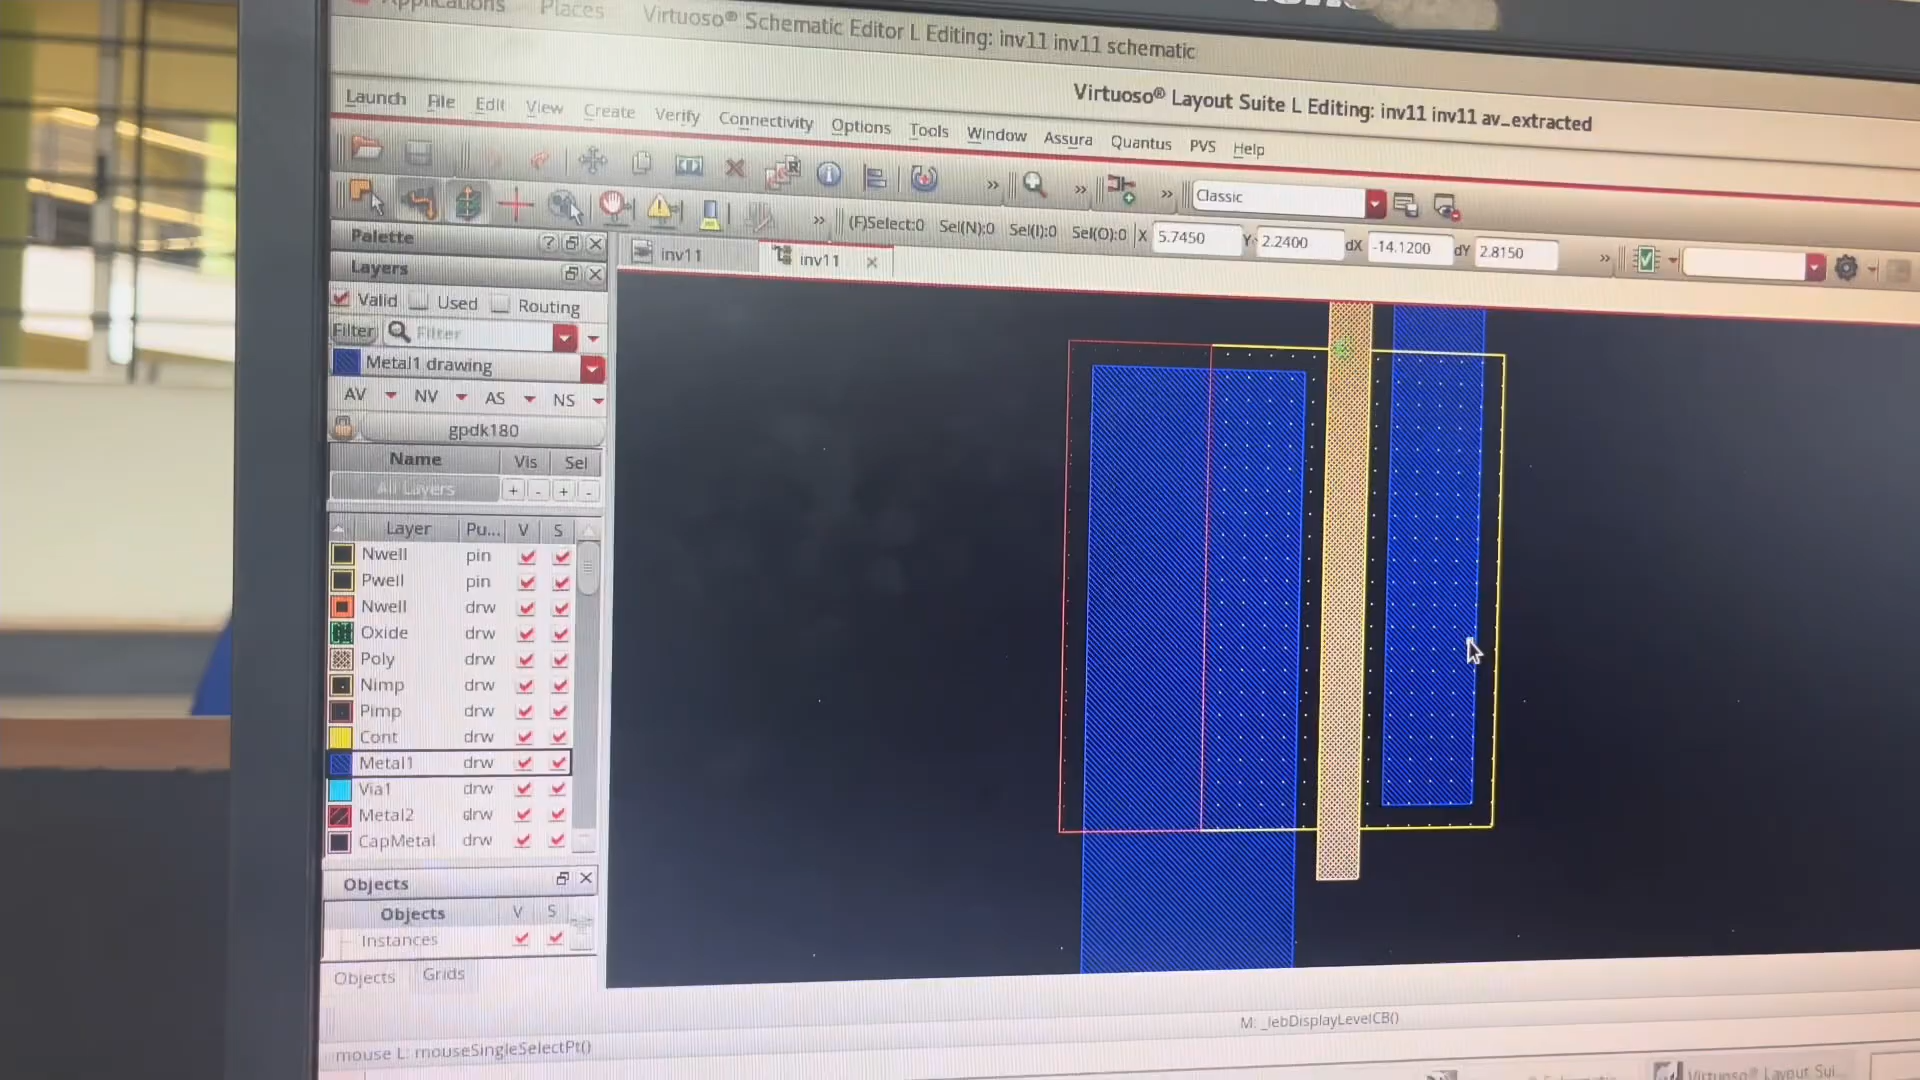 Applications Places Virtuoso® Schematic Editor L Editing: inv11 inv11 schematic
Virtuoso® Layout Suite L Editing: inv11 inv11 av_extracted
Launch File Edit View Create Verify Connectivity Options Tools Window Assura Quantus PVS Help
Classic
(F)Select:0 Sel(N):0 Sel(I):0 Sel(O):0 X 5.7450 Y 2.2400 dX -14.1200 dY 2.8150
Palette
inv11
inv11
Layers
Valid Used Routing
Filter Filter
Metal1 drawing
AV NV AS NS
gpdk180
Name Vis Sel
All Layers + - + -
Layer Pu... V S
Nwell pin
Pwell pin
Nwell drw
Oxide drw
Poly drw
Nimp drw
Pimp drw
Cont drw
Metal1 drw
Via1 drw
Metal2 drw
CapMetal drw
Objects
Objects V S
Instances
Objects Grids
M: _lebDisplayLevelCB()
mouse L: mouseSingleSelectPt()
Virtuoso® Layout Sui...